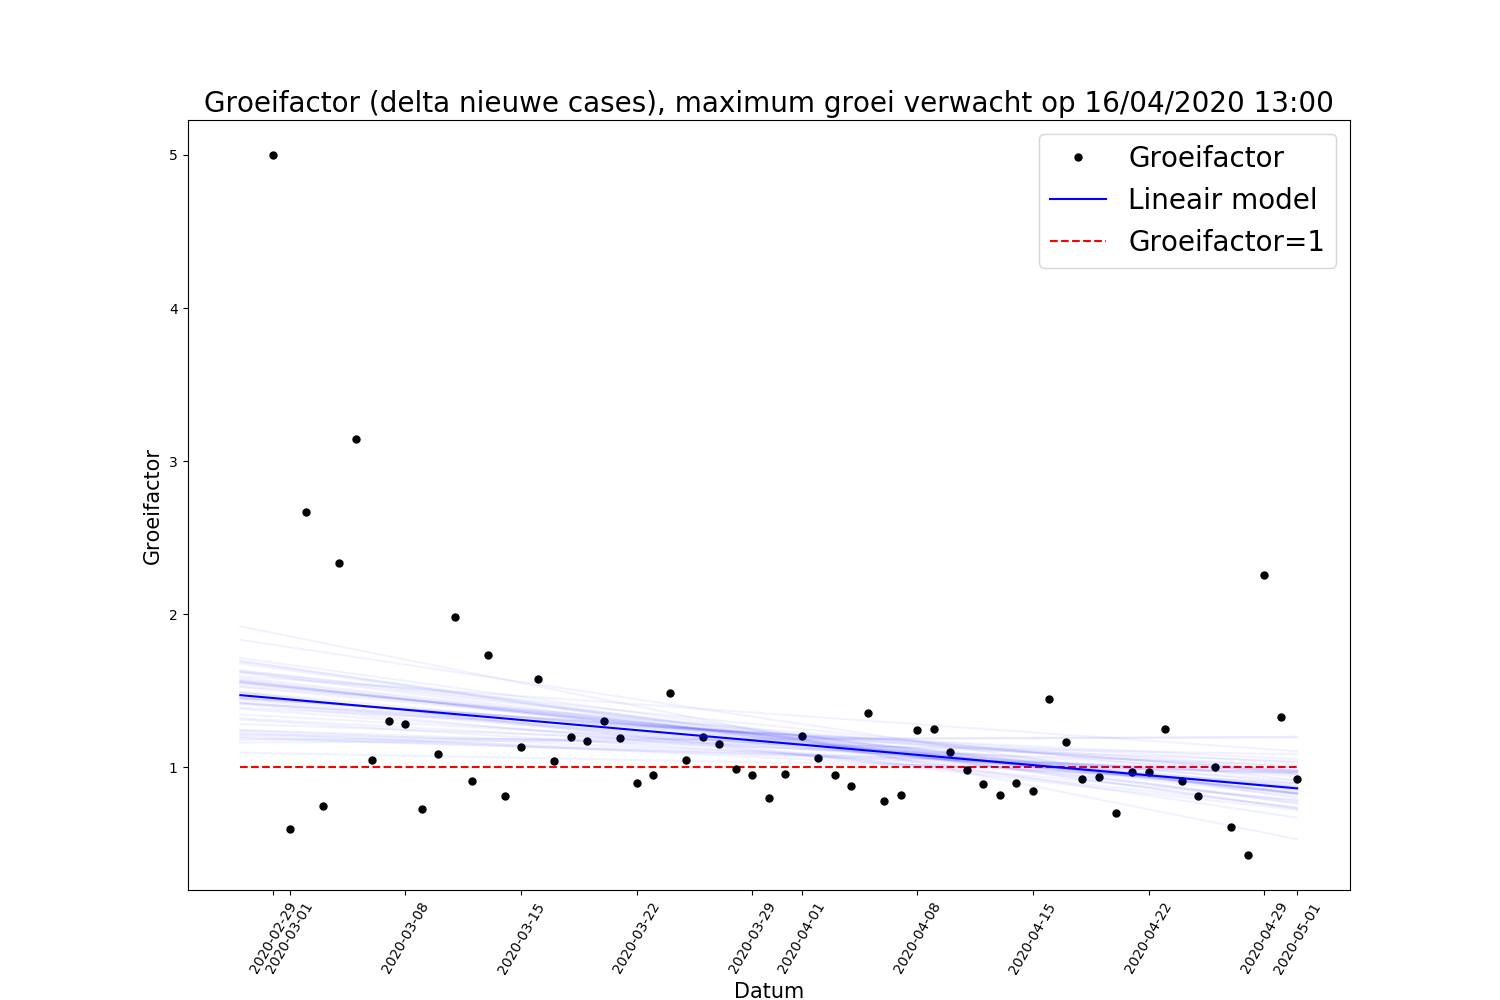 Groeifactor (delta nieuwe cases), maximum groei verwacht op 16/04/2020 13:00
Groeifactor
Lineair model
Groeifactor=1
5
4
3
2
1
Groeifactor
2020-02-29
2020-03-01
2020-03-08
2020-03-15
2020-03-22
2020-03-29
2020-04-01
2020-04-08
2020-04-15
2020-04-22
2020-04-29
2020-05-01
Datum